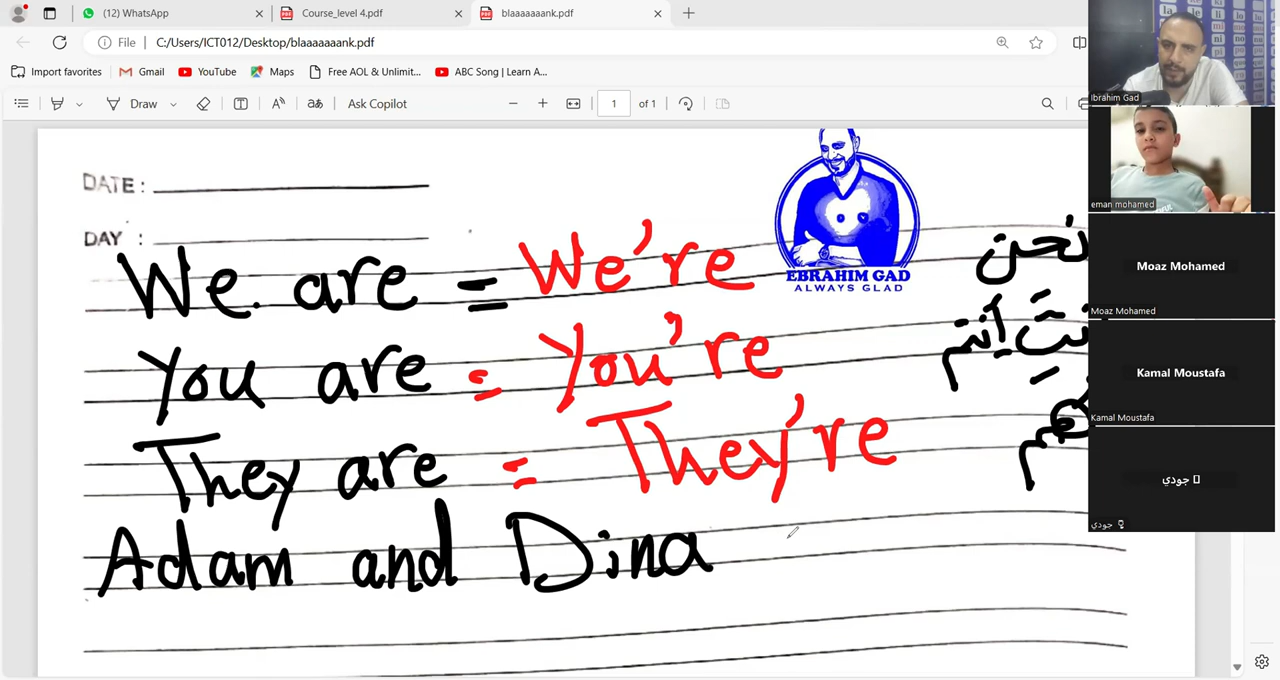 (12) WhatsApp
Course_level 4.pdf
blaaaaaaank.pdf
File C:/Users/ICT012/Desktop/blaaaaaaank.pdf
Import favorites Gmail YouTube Maps Free AOL & Unlimit... ABC Song | Learn A...
Draw Ask Copilot 1 of 1
DATE :
DAY :
EBRAHIM GAD
ALWAYS GLAD
We are = We're نحن
You are = You're أنتم
They are = They're هم
Adam and Dina
Ibrahim Gad
eman mohamed
Moaz Mohamed
Moaz Mohamed
Kamal Moustafa
Kamal Moustafa
جودي
جودي